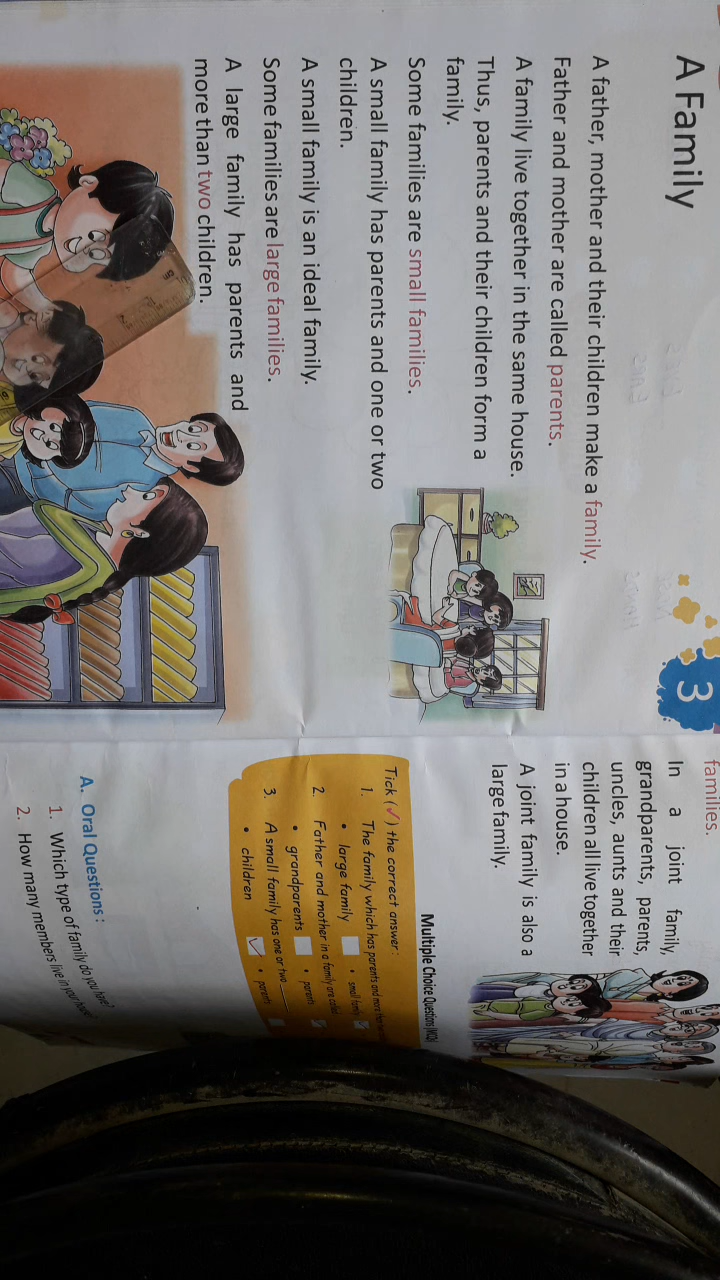 A Family
3
A father, mother and their children make a family.
Father and mother are called parents.
A family live together in the same house.
Thus, parents and their children form a
family.
Some families are small families.
A small family has parents and one or two
children.
A small family is an ideal family.
Some families are large families.
A large family has parents and
more than two children.
families.
In a joint family,
grandparents, parents,
uncles, aunts and their
children all live together
in a house.
A joint family is also a
large family.
Multiple Choice Questions (MCQs)
Tick (✓) the correct answer :
1. The family which has parents and more than
• large family • small family
2. Father and mother in a family are called
• grandparents • parents
3. A small family has one or two ______
• children • parents
A. Oral Questions :
1. Which type of family do you have?
2. How many members live in your house?